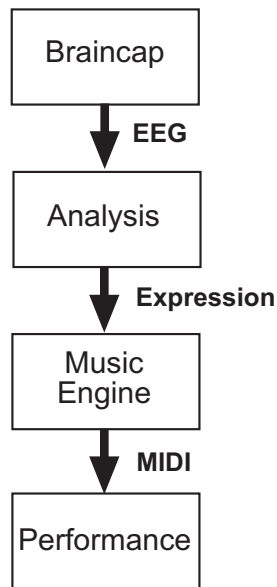 Braincap
EEG
Analysis
Expression
Music
Engine
MIDI
Performance